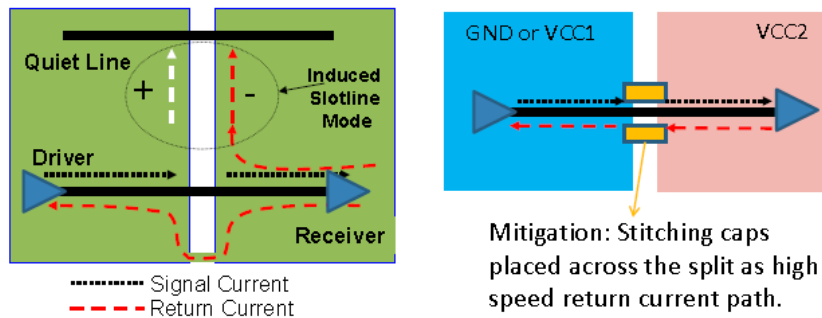 Quiet Line
+
-
Induced
Slotline
Mode
Driver
Receiver
Signal Current
Return Current
GND or VCC1
VCC2
Mitigation: Stitching caps
placed across the split as high
speed return current path.